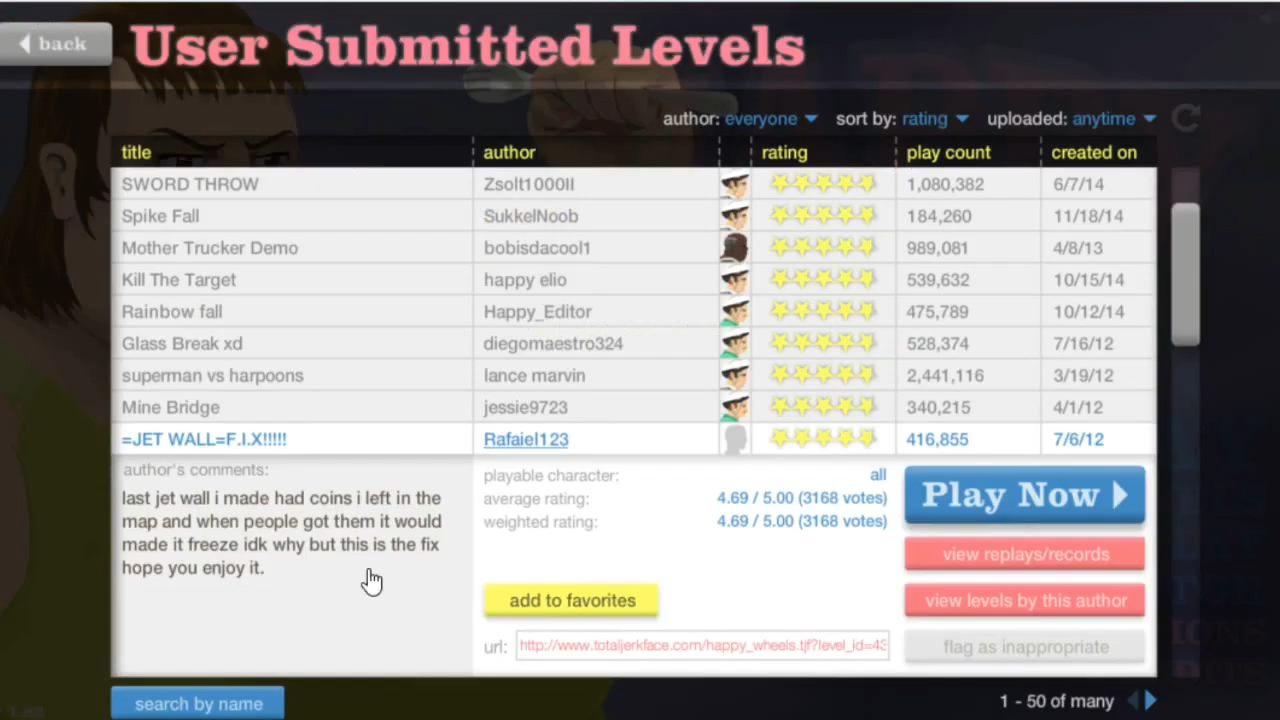 back
User Submitted Levels
author: everyone sort by: rating uploaded: anytime
title author rating play count created on
SWORD THROW Zsolt1000II 1,080,382 6/7/14
Spike Fall SukkelNoob 184,260 11/18/14
Mother Trucker Demo bobisdacool1 989,081 4/8/13
Kill The Target happy elio 539,632 10/15/14
Rainbow fall Happy_Editor 475,789 10/12/14
Glass Break xd diegomaestro324 528,374 7/16/12
superman vs harpoons lance marvin 2,441,116 3/19/12
Mine Bridge jessie9723 340,215 4/1/12
=JET WALL=F.I.X!!!!! Rafaiel123 416,855 7/6/12
author's comments:
last jet wall i made had coins i left in the
map and when people got them it would
made it freeze idk why but this is the fix
hope you enjoy it.
playable character: all
average rating: 4.69 / 5.00 (3168 votes)
weighted rating: 4.69 / 5.00 (3168 votes)
add to favorites
url: http://www.totaljerkface.com/happy_wheels.tjf?level_id=43
Play Now
view replays/records
view levels by this author
flag as inappropriate
search by name
1 - 50 of many